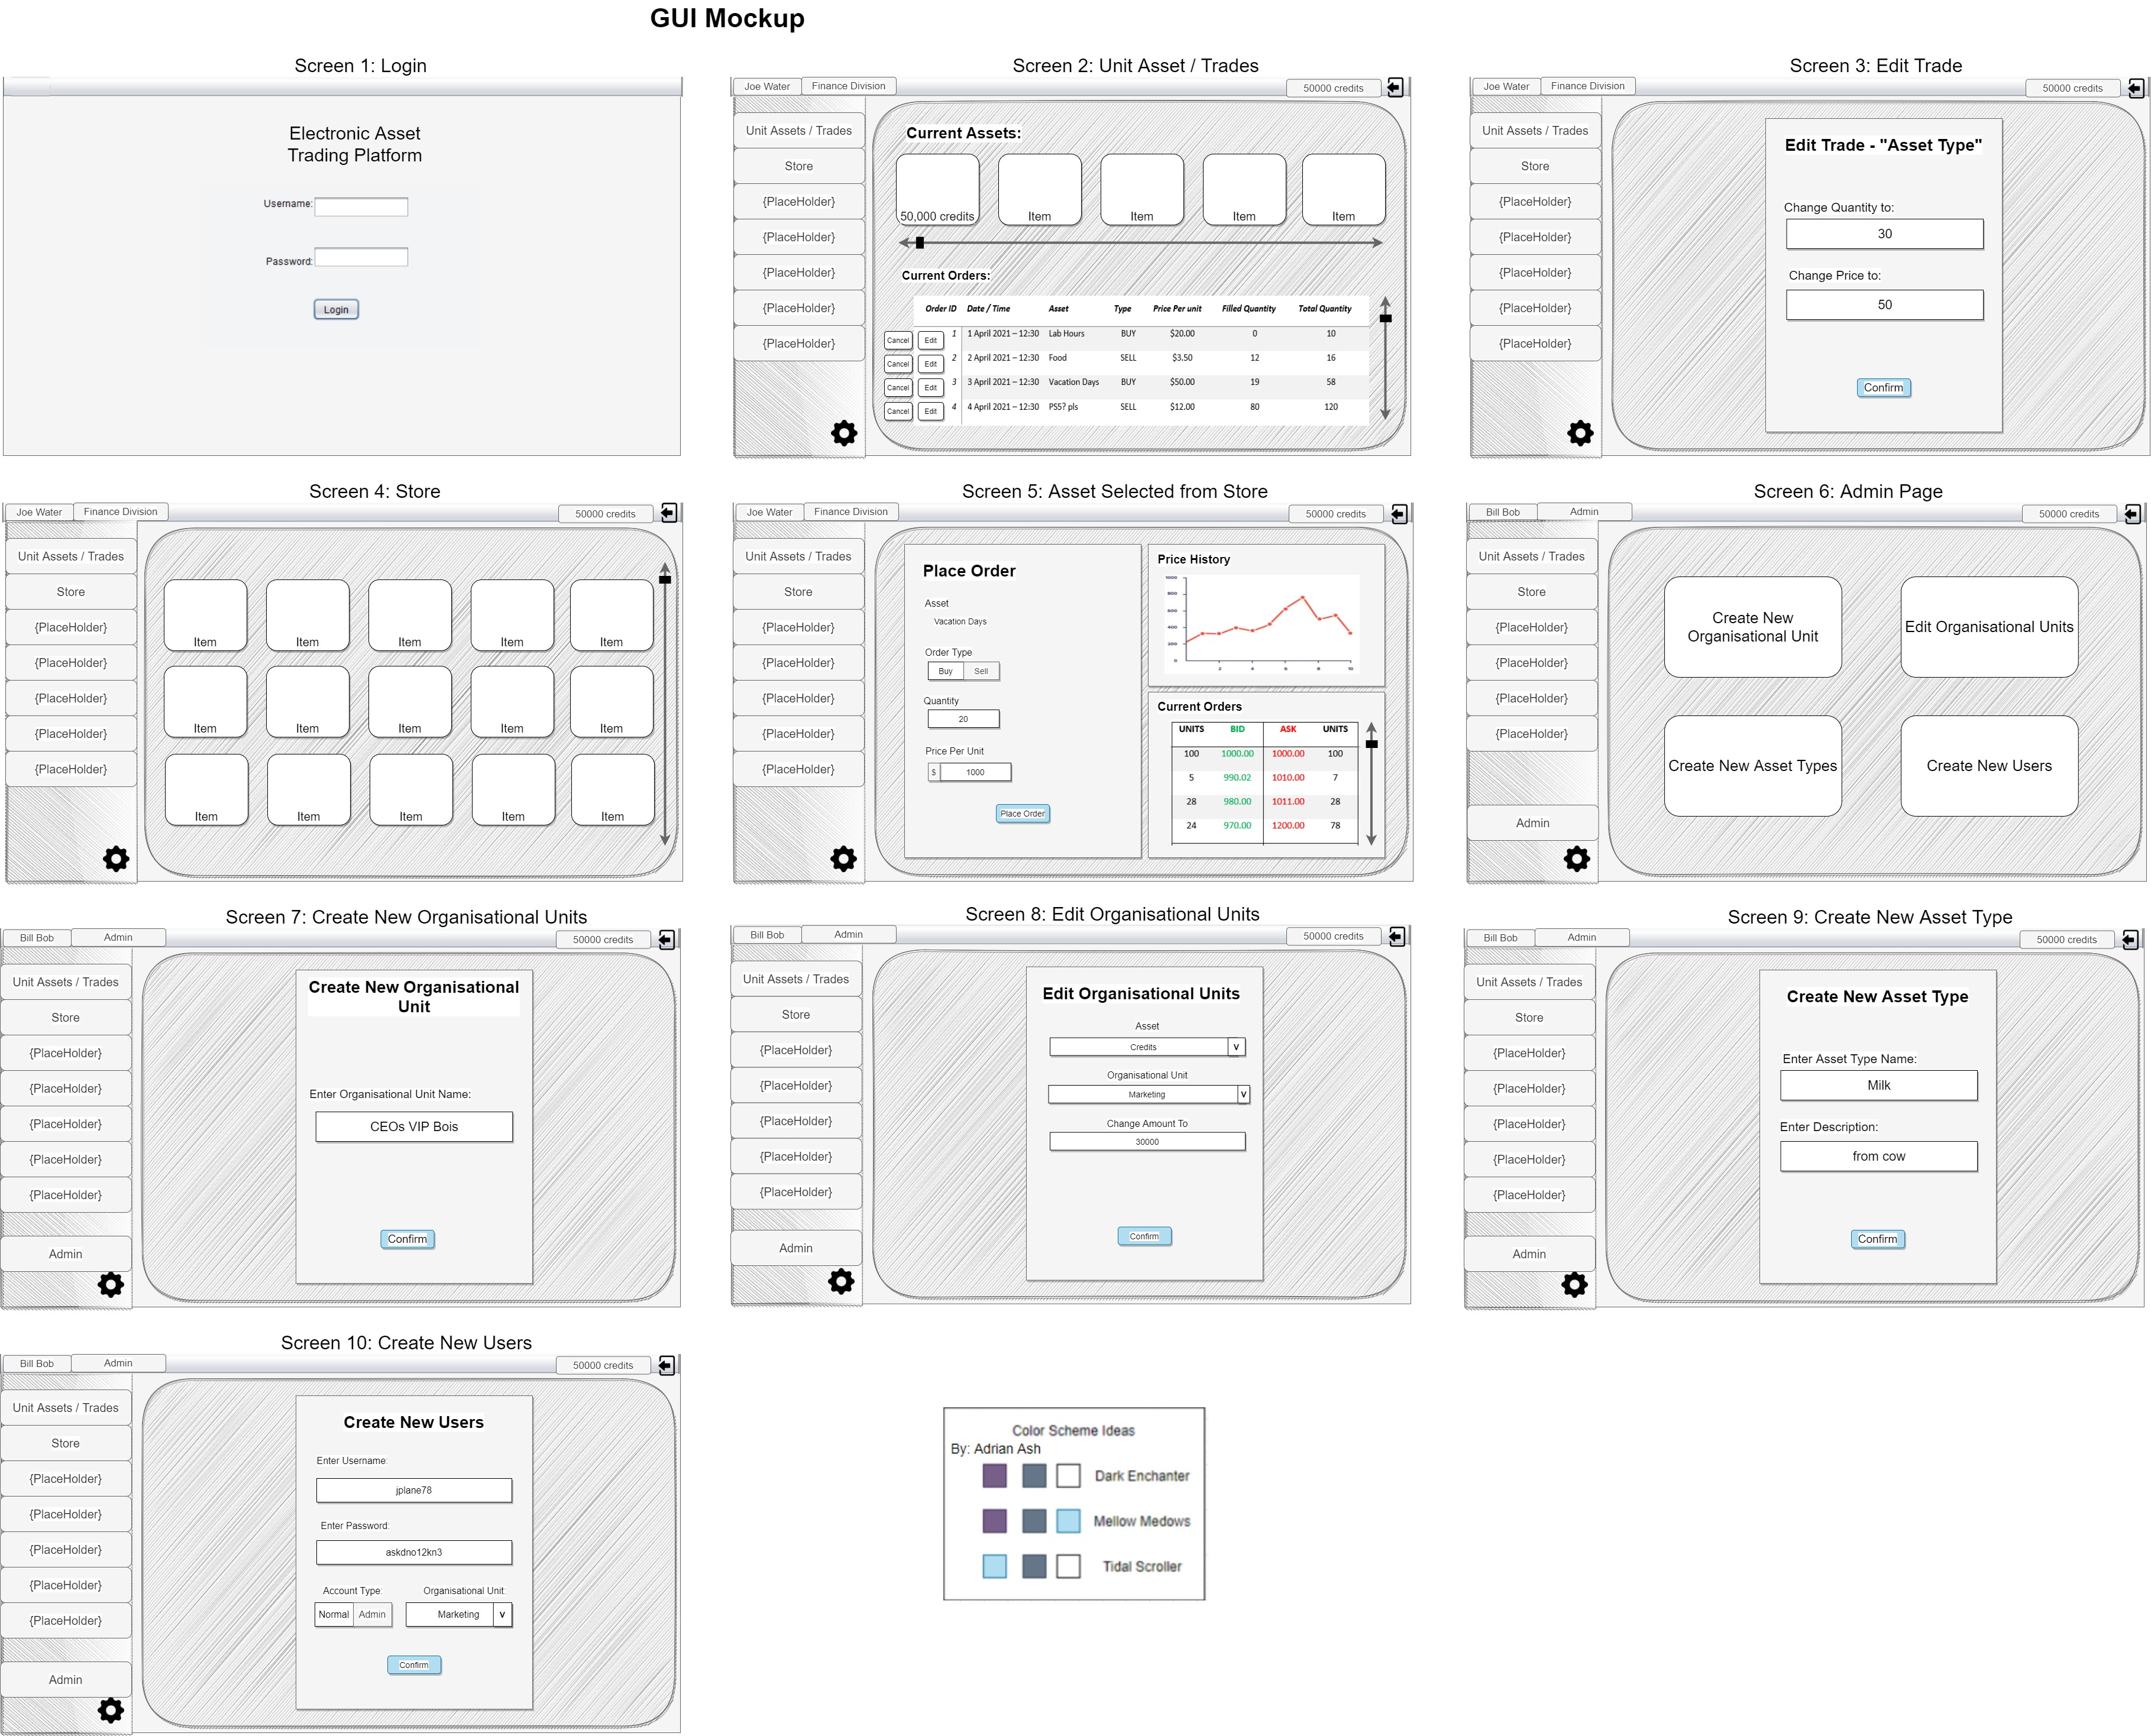 GUI Mockup
Screen 1: Login
Electronic Asset
Trading Platform
Username:
Password:
Login
Screen 2: Unit Asset / Trades
Joe Water Finance Division 50000 credits
Unit Assets / Trades
Store
{PlaceHolder}
{PlaceHolder}
{PlaceHolder}
{PlaceHolder}
{PlaceHolder}
Current Assets:
50,000 credits Item Item Item Item
Current Orders:
Order ID Date / Time Asset Type Price Per unit Filled Quantity Total Quantity
Cancel Edit 1 1 April 2021 – 12:30 Lab Hours BUY $20.00 0 10
Cancel Edit 2 2 April 2021 – 12:30 Food SELL $3.50 12 16
Cancel Edit 3 3 April 2021 – 12:30 Vacation Days BUY $50.00 19 58
Cancel Edit 4 4 April 2021 – 12:30 PS5? pls SELL $12.00 80 120
Screen 3: Edit Trade
Joe Water Finance Division 50000 credits
Unit Assets / Trades
Store
{PlaceHolder}
{PlaceHolder}
{PlaceHolder}
{PlaceHolder}
{PlaceHolder}
Edit Trade - "Asset Type"
Change Quantity to:
30
Change Price to:
50
Confirm
Screen 4: Store
Joe Water Finance Division 50000 credits
Unit Assets / Trades
Store
{PlaceHolder}
{PlaceHolder}
{PlaceHolder}
{PlaceHolder}
{PlaceHolder}
Item Item Item Item Item
Item Item Item Item Item
Item Item Item Item Item
Screen 5: Asset Selected from Store
Joe Water Finance Division 50000 credits
Unit Assets / Trades
Store
{PlaceHolder}
{PlaceHolder}
{PlaceHolder}
{PlaceHolder}
{PlaceHolder}
Place Order
Asset
Vacation Days
Order Type
Buy Sell
Quantity
20
Price Per Unit
$ 1000
Place Order
Price History
1000
800
600
400
200
0
2 4 6 8 10
Current Orders
UNITS BID ASK UNITS
100 1000.00 1000.00 100
5 990.02 1010.00 7
28 980.00 1011.00 28
24 970.00 1200.00 78
Screen 6: Admin Page
Bill Bob Admin 50000 credits
Unit Assets / Trades
Store
{PlaceHolder}
{PlaceHolder}
{PlaceHolder}
{PlaceHolder}
Admin
Create New
Organisational Unit
Edit Organisational Units
Create New Asset Types
Create New Users
Screen 7: Create New Organisational Units
Bill Bob Admin 50000 credits
Unit Assets / Trades
Store
{PlaceHolder}
{PlaceHolder}
{PlaceHolder}
{PlaceHolder}
{PlaceHolder}
Admin
Create New Organisational
Unit
Enter Organisational Unit Name:
CEOs VIP Bois
Confirm
Screen 8: Edit Organisational Units
Bill Bob Admin 50000 credits
Unit Assets / Trades
Store
{PlaceHolder}
{PlaceHolder}
{PlaceHolder}
{PlaceHolder}
{PlaceHolder}
Admin
Edit Organisational Units
Asset
Credits V
Organisational Unit
Marketing V
Change Amount To
30000
Confirm
Screen 9: Create New Asset Type
Bill Bob Admin 50000 credits
Unit Assets / Trades
Store
{PlaceHolder}
{PlaceHolder}
{PlaceHolder}
{PlaceHolder}
{PlaceHolder}
Admin
Create New Asset Type
Enter Asset Type Name:
Milk
Enter Description:
from cow
Confirm
Screen 10: Create New Users
Bill Bob Admin 50000 credits
Unit Assets / Trades
Store
{PlaceHolder}
{PlaceHolder}
{PlaceHolder}
{PlaceHolder}
{PlaceHolder}
Admin
Create New Users
Enter Username:
jplane78
Enter Password:
askdno12kn3
Account Type: Organisational Unit:
Normal Admin Marketing V
Confirm
Color Scheme Ideas
By: Adrian Ash
Dark Enchanter
Mellow Medows
Tidal Scroller